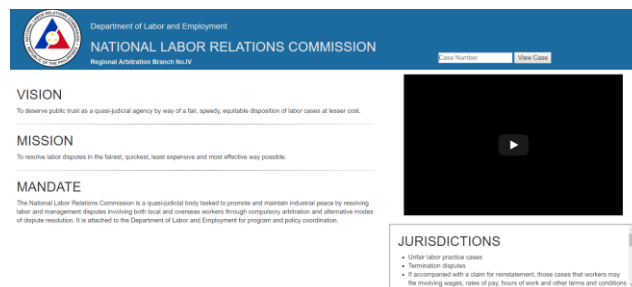 Department of Labor and Employment
NATIONAL LABOR RELATIONS COMMISSION
Regional Arbitration Branch No.IV
Case Number
View Case
VISION
To deserve public trust as a quasi-judicial agency by way of a fair, speedy, equitable disposition of labor cases at lesser cost.
MISSION
To resolve labor disputes in the fairest, quickest, least expensive and most effective way possible.
MANDATE
The National Labor Relations Commission is a quasi-judicial body tasked to promote and maintain industrial peace by resolving
labor and management disputes involving both local and overseas workers through compulsory arbitration and alternative modes
of dispute resolution. It is attached to the Department of Labor and Employment for program and policy coordination.
JURISDICTIONS
• Unfair labor practice cases
• Termination disputes
• If accompanied with a claim for reinstatement, those cases that workers may
file involving wages, rates of pay, hours of work and other terms and conditions